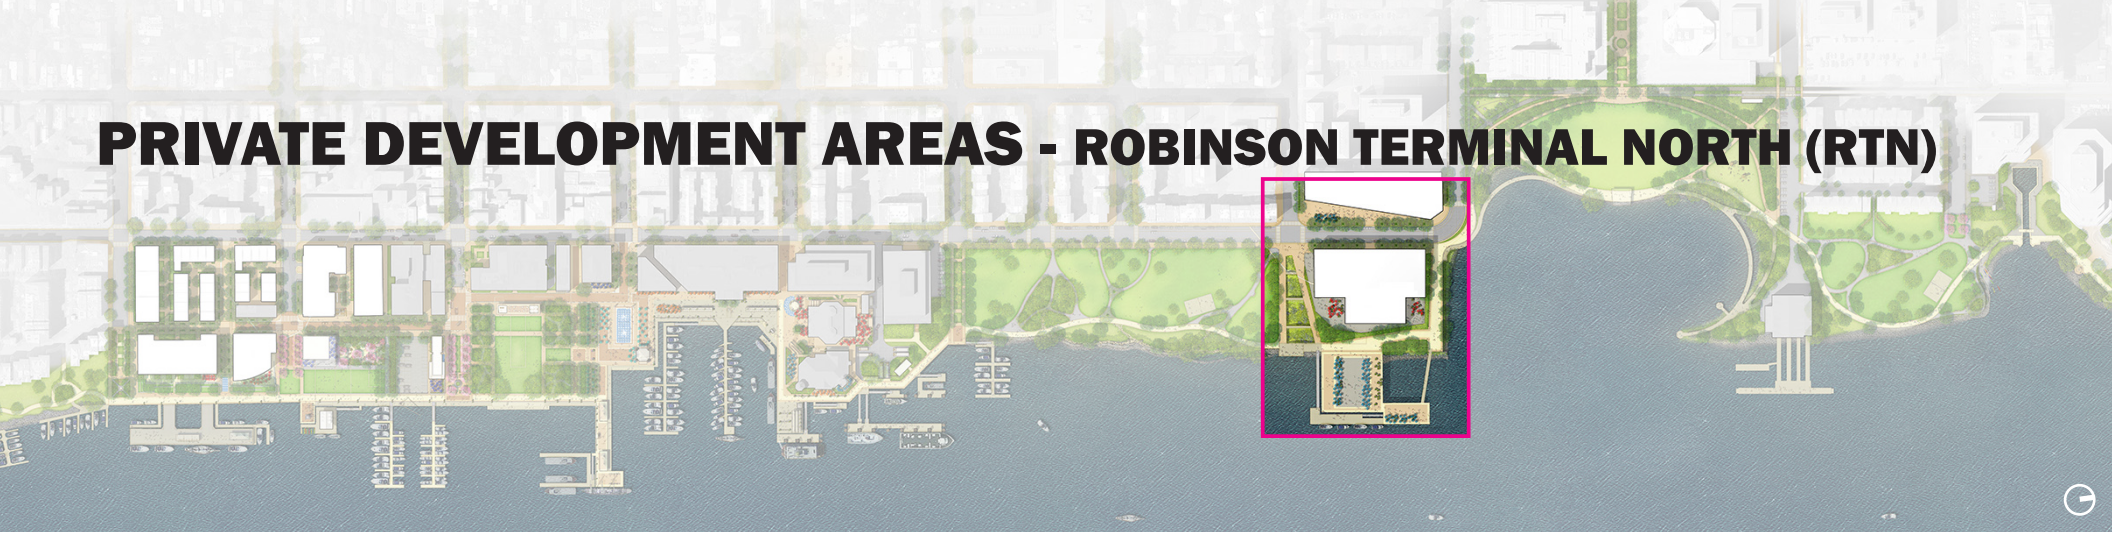 PRIVATE DEVELOPMENT AREAS - ROBINSON TERMINAL NORTH (RTN)